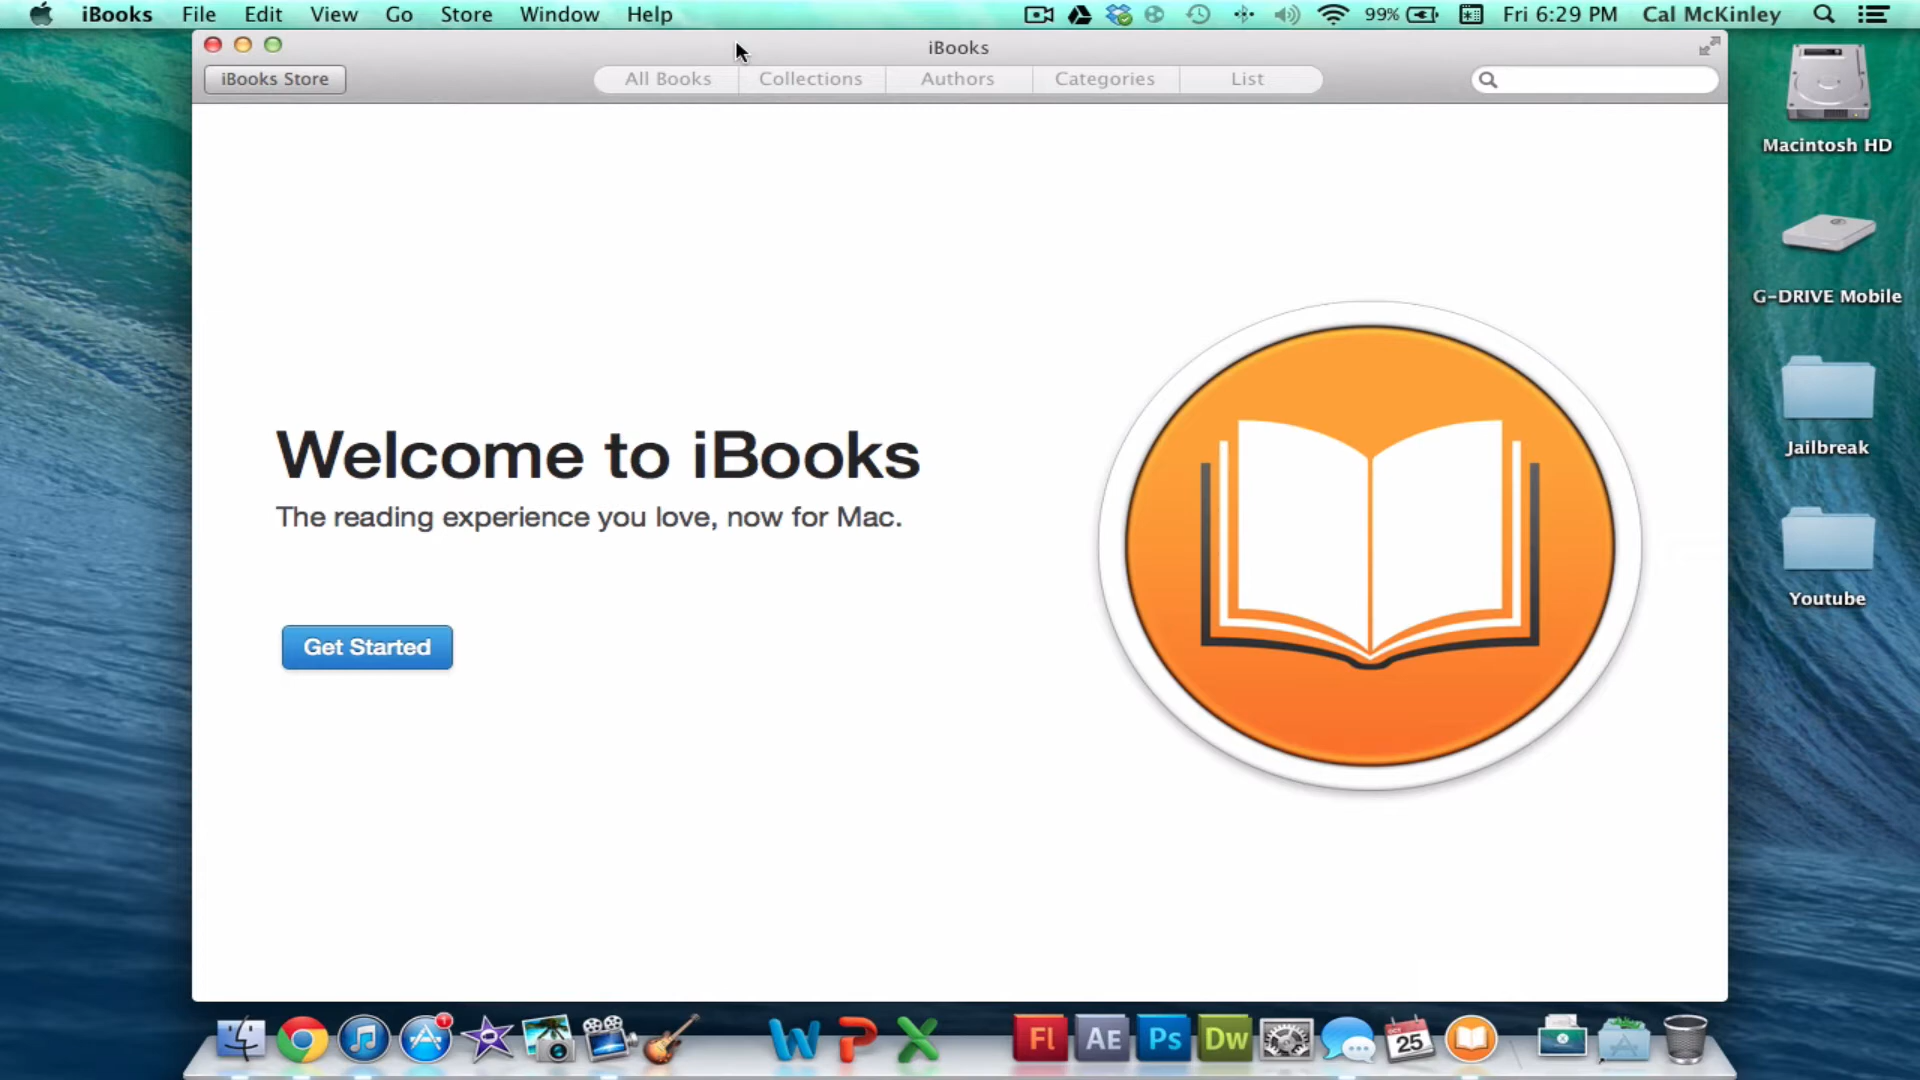 iBooks File Edit View Go Store Window Help 99% Fri 6:29 PM Cal McKinley
iBooks
iBooks Store All Books Collections Authors Categories List
Macintosh HD
G-DRIVE Mobile
Jailbreak
Youtube
Welcome to iBooks
The reading experience you love, now for Mac.
Get Started
1
W P X Fl AE Ps Dw OCT 25